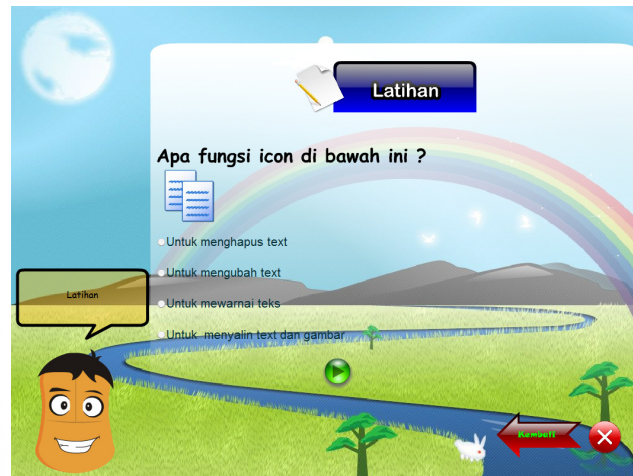 Latihan
Apa fungsi icon di bawah ini ?
Untuk menghapus text
Untuk mengubah text
Untuk mewarnai teks
Untuk menyalin text dan gambar
Latihan
Kembali